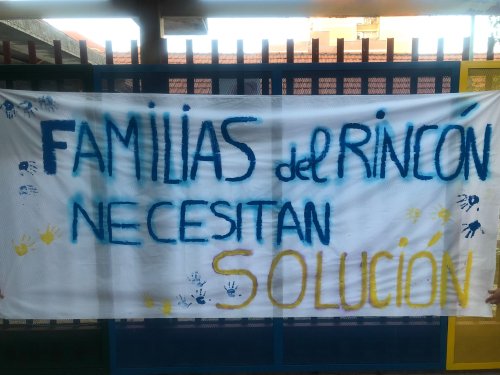 FAMILIAS del RINCÓN
NECESITAN
SOLUCIÓN